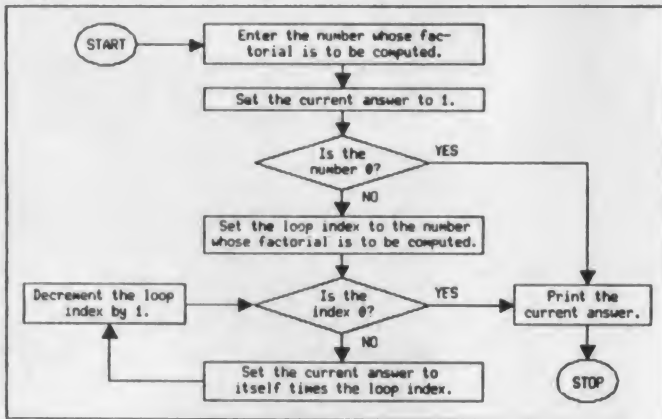 START
Enter the number whose fac-
torial is to be computed.
Set the current answer to 1.
Is the
number 0?
YES
NO
Set the loop index to the number
whose factorial is to be computed.
Decrement the loop
index by 1.
Is the
index 0?
YES
Print the
current answer.
NO
Set the current answer to
itself times the loop index.
STOP